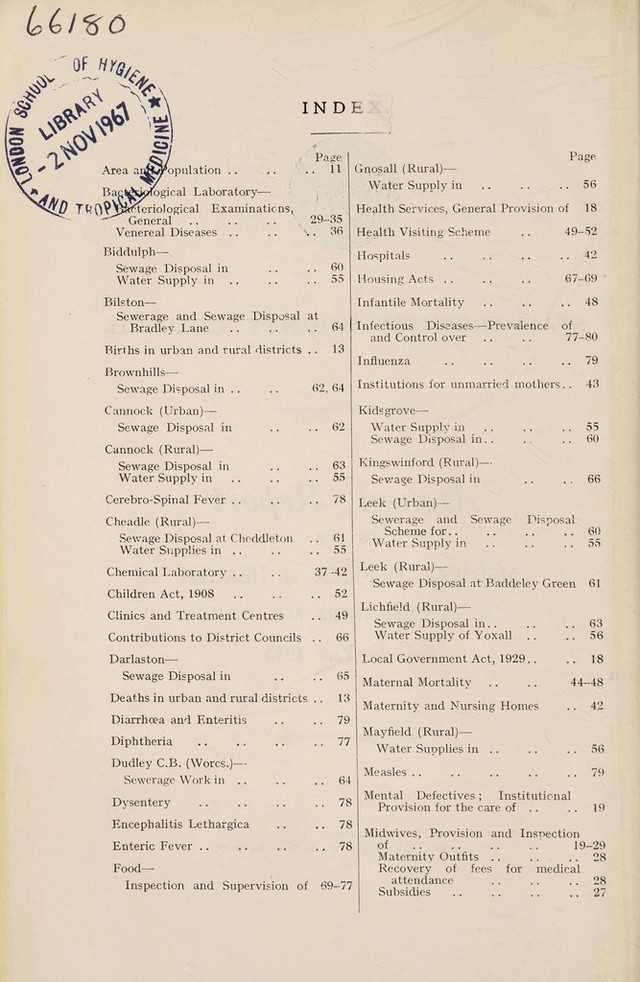 66180
LONDON SCHOOL OF HYGIENE
AND TROPICAL MEDICINE
LIBRARY
- 2 NOV 1967
INDEX
Page
Area and Population .. .. .. 11
Bacteriological Laboratory—
Bacteriological Examinations,
General .. .. .. 29–35
Venereal Diseases .. .. .. 36
Biddulph—
Sewage Disposal in .. .. 60
Water Supply in .. .. .. 55
Bilston—
Sewerage and Sewage Disposal at
Bradley Lane .. .. .. 64
Births in urban and rural districts .. 13
Brownhills—
Sewage Disposal in .. .. 62, 64
Cannock (Urban)—
Sewage Disposal in .. .. 62
Cannock (Rural)—
Sewage Disposal in .. .. 63
Water Supply in .. .. .. 55
Cerebro-Spinal Fever .. .. .. 78
Cheadle (Rural)—
Sewage Disposal at Cheddleton .. 61
Water Supplies in .. .. .. 55
Chemical Laboratory .. .. 37-42
Children Act, 1908 .. .. .. 52
Clinics and Treatment Centres .. 49
Contributions to District Councils .. 66
Darlaston—
Sewage Disposal in .. .. 65
Deaths in urban and rural districts .. 13
Diarrhœa and Enteritis .. .. 79
Diphtheria .. .. .. .. 77
Dudley C.B. (Worcs.)—
Sewerage Work in .. .. .. 64
Dysentery .. .. .. .. 78
Encephalitis Lethargica .. .. 78
Enteric Fever .. .. .. .. 78
Food—
Inspection and Supervision of 69–77
Page
Gnosall (Rural)—
Water Supply in .. .. .. 56
Health Services, General Provision of 18
Health Visiting Scheme .. 49–52
Hospitals .. .. .. .. 42
Housing Acts .. .. .. 67–69
Infantile Mortality .. .. .. 48
Infectious Diseases—Prevalence of
and Control over .. .. 77–80
Influenza .. .. .. .. 79
Institutions for unmarried mothers .. 43
Kidsgrove—
Water Supply in .. .. .. 55
Sewage Disposal in .. .. .. 60
Kingswinford (Rural)—
Sewage Disposal in .. .. 66
Leek (Urban)—
Sewerage and Sewage Disposal
Scheme for .. .. .. .. 60
Water Supply in .. .. .. 55
Leek (Rural)—
Sewage Disposal at Baddeley Green 61
Lichfield (Rural)—
Sewage Disposal in .. .. .. 63
Water Supply of Yoxall .. .. 56
Local Government Act, 1929 .. .. 18
Maternal Mortality .. .. 44–48
Maternity and Nursing Homes .. 42
Mayfield (Rural)—
Water Supplies in .. .. .. 56
Measles .. .. .. .. .. 79
Mental Defectives; Institutional
Provision for the care of .. .. 19
Midwives, Provision and Inspection
of .. .. .. .. 19–29
Maternity Outfits .. .. .. 28
Recovery of fees for medical
attendance .. .. .. 28
Subsidies .. .. .. .. 27